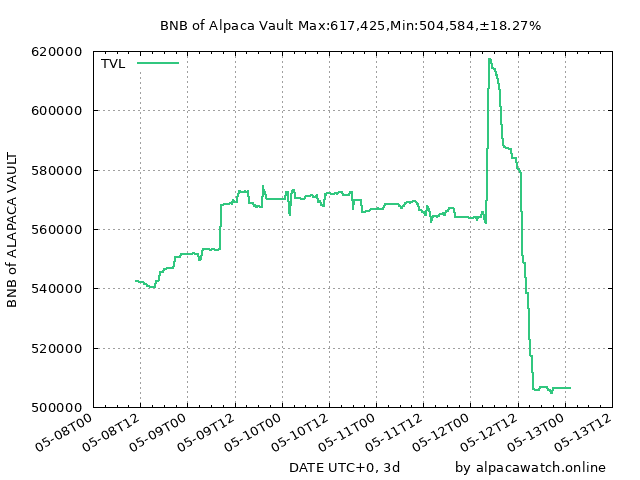 BNB of Alpaca Vault Max:617,425,Min:504,584,±18.27%
TVL
620000
600000
580000
560000
540000
520000
500000
BNB of ALAPACA VAULT
05-08T00
05-08T12
05-09T00
05-09T12
05-10T00
05-10T12
05-11T00
05-11T12
05-12T00
05-12T12
05-13T00
05-13T12
DATE UTC+0, 3d
by alpacawatch.online